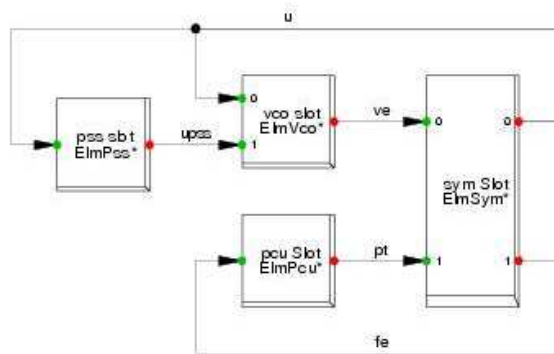 u
pss slot
ElmPss*
upss
0
1
vco slot
ElmVco*
ve
0
1
sym Slot
ElmSym*
0
1
pcu Slot
ElmPcu*
pt
fe